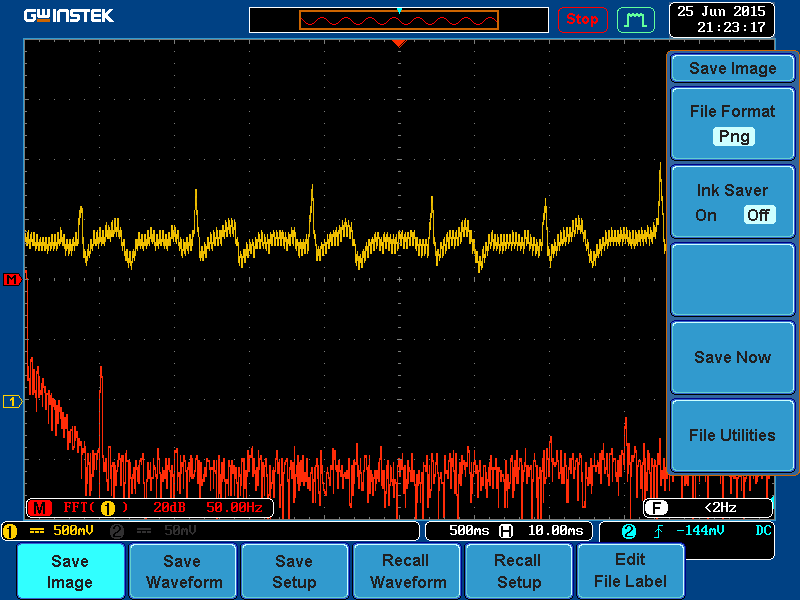 GWINSTEK
Stop
25 Jun 2015
21:23:17
Save Image
File Format
Png
Ink Saver
On Off
M
1
Save Now
File Utilities
M FFT( 1 ) 20dB 50.00Hz
F <2Hz
1 500mV 2 50mV
500ms H 10.00ms
2 -144mV DC
Save Image
Save Waveform
Save Setup
Recall Waveform
Recall Setup
Edit File Label